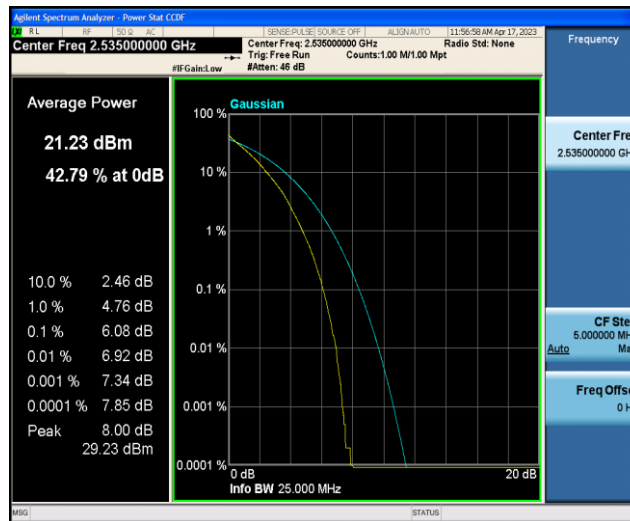 Agilent Spectrum Analyzer - Power Stat CCDF
RL RF 50 Ω AC SENSE:PULSE SOURCE OFF ALIGN AUTO 11:56:58 AM Apr 17, 2023
Center Freq 2.535000000 GHz
Center Freq: 2.535000000 GHz Radio Std: None
Trig: Free Run Counts:1.00 M/1.00 Mpt
#IFGain:Low #Atten: 46 dB
Frequency
Average Power
21.23 dBm
42.79 % at 0dB
10.0 % 2.46 dB
1.0 % 4.76 dB
0.1 % 6.08 dB
0.01 % 6.92 dB
0.001 % 7.34 dB
0.0001 % 7.85 dB
Peak 8.00 dB
29.23 dBm
Gaussian
100 %
10 %
1 %
0.1 %
0.01 %
0.001 %
0.0001 %
0 dB 20 dB
Info BW 25.000 MHz
Center Fre
2.535000000 GH
CF Ste
5.000000 MH
Auto Ma
Freq Offs
0 H
MSG STATUS